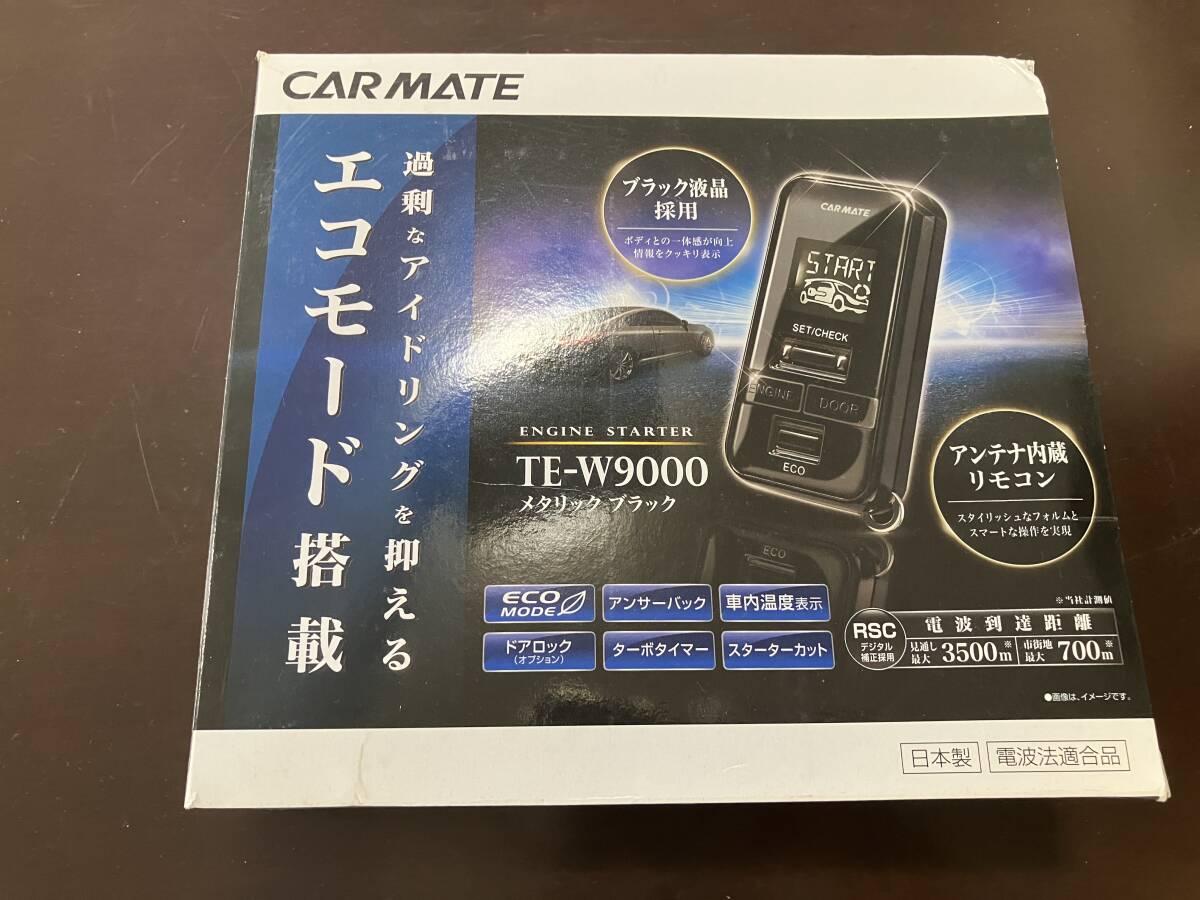 CARMATE
過剰なアイドリングを抑える
エコモード搭載
ブラック液晶
採用
ボディとの一体感が向上
情報をクッキリ表示
CARMATE
START
SET/CHECK
ENGINE
DOOR
ECO
ENGINE STARTER
TE-W9000
メタリック ブラック
アンテナ内蔵
リモコン
スタイリッシュなフォルムと
スマートな操作を実現
ECO
ECO MODE
アンサーバック
車内温度表示
ドアロック
(オプション)
ターボタイマー
スターターカット
※当社計測値
RSC
デジタル
補正採用
電波到達距離
見通し最大 3500m※ 市街地最大 700m※
●画像は、イメージです。
日本製
電波法適合品